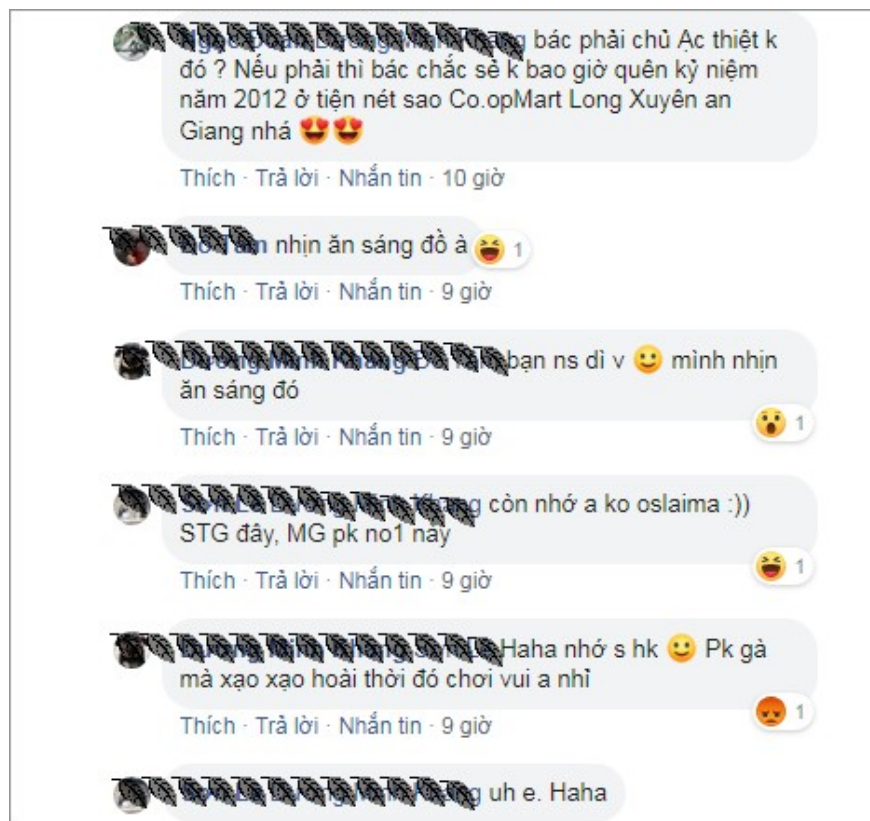 bác phải chủ Ạc thiệt k
đó ? Nếu phải thì bác chắc sẻ k bao giờ quên kỷ niệm
năm 2012 ở tiện nét sao Co.opMart Long Xuyên an
Giang nhá
Thích · Trả lời · Nhắn tin · 10 giờ
nhịn ăn sáng đồ à
1
Thích · Trả lời · Nhắn tin · 9 giờ
bạn ns dì v mình nhịn
ăn sáng đó
1
Thích · Trả lời · Nhắn tin · 9 giờ
còn nhớ a ko oslaima :))
STG đây, MG pk no1 nay
1
Thích · Trả lời · Nhắn tin · 9 giờ
Haha nhớ s hk Pk gà
mà xạo xạo hoài thời đó chơi vui a nhỉ
1
Thích · Trả lời · Nhắn tin · 9 giờ
uh e. Haha